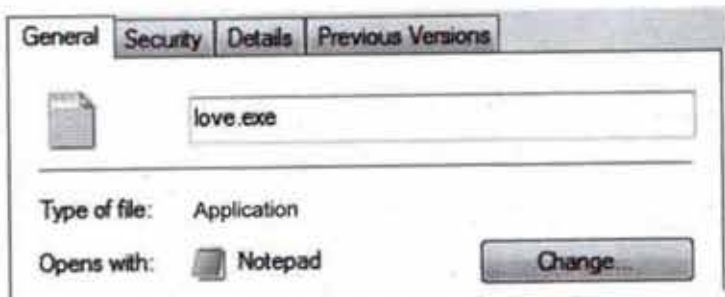 General Security Details Previous Versions
love.exe
Type of file: Application
Opens with: Notepad Change...